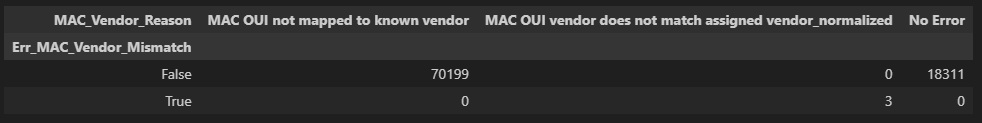 MAC_Vendor_Reason MAC OUI not mapped to known vendor MAC OUI vendor does not match assigned vendor_normalized No Error
Err_MAC_Vendor_Mismatch
False 70199 0 18311
True 0 3 0